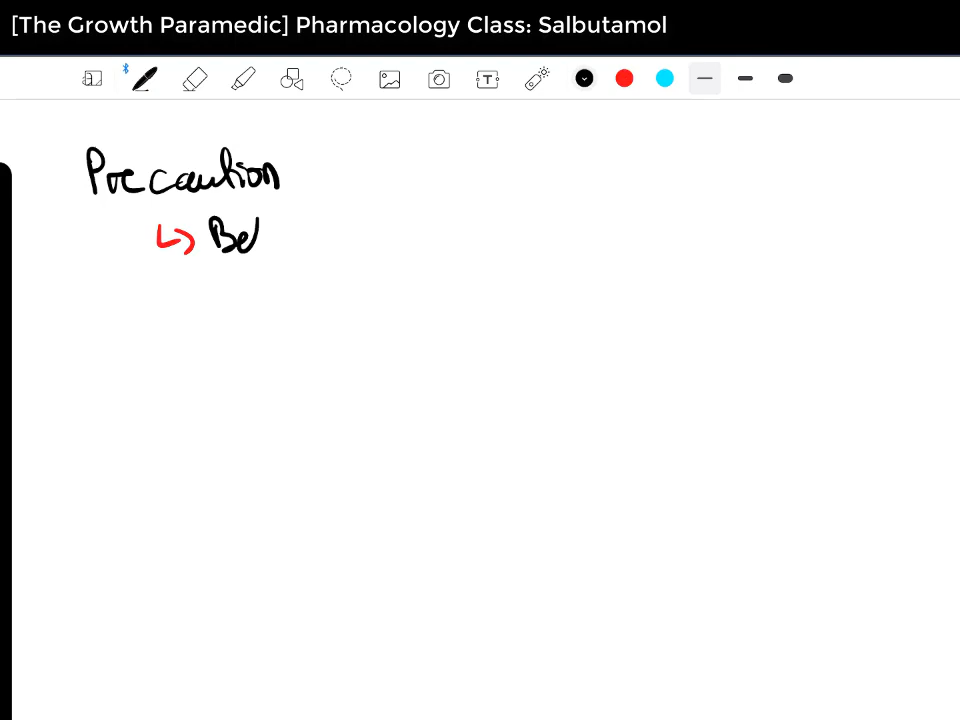 [The Growth Paramedic] Pharmacology Class: Salbutamol
T
Precaution
↳ Be